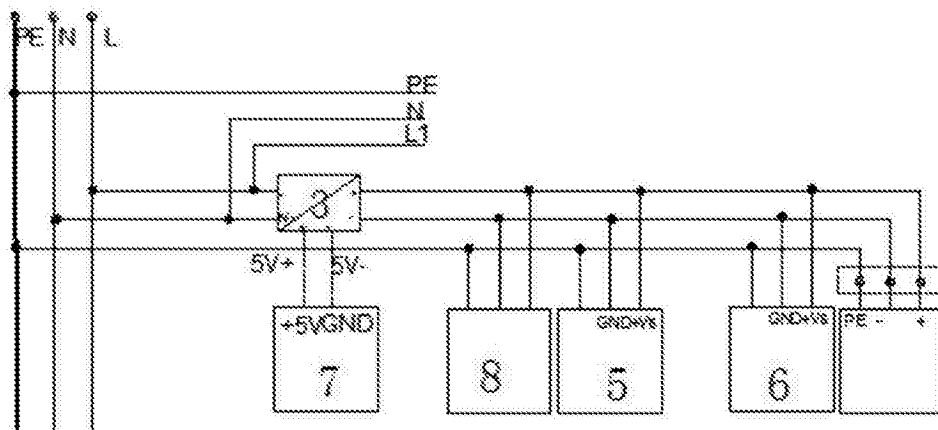 PE N L
PE
N
L1
3
5V+ 5V-
+5VGND
7
8
GND+Vs
5
GND+Vs
6
PE - +